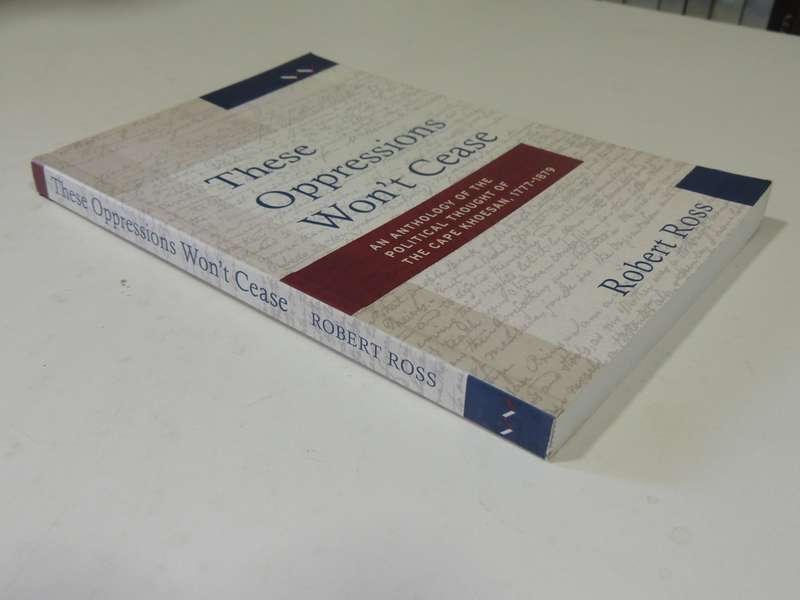 These
Oppressions
Won't Cease
AN ANTHOLOGY OF THE
POLITICAL THOUGHT OF
THE CAPE KHOESAN, 1777–1879
Robert Ross
These Oppressions Won't Cease ROBERT ROSS